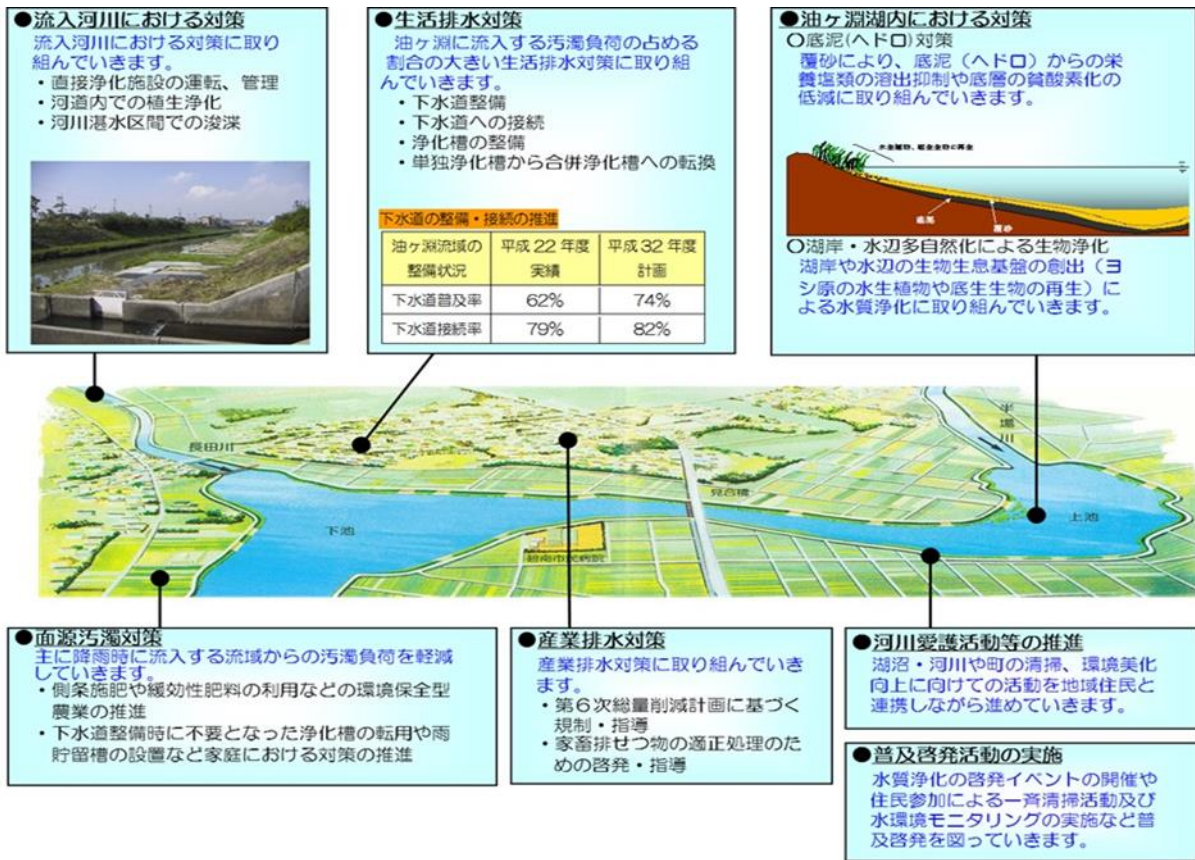 ●流入河川における対策
流入河川における対策に取り
組んでいきます。
・直接浄化施設の運転、管理
・河道内での植生浄化
・河川湛水区間での浚渫
●生活排水対策
油ヶ淵に流入する汚濁負荷の占める
割合の大きい生活排水対策に取り組
んでいきます。
・下水道整備
・下水道への接続
・浄化槽の整備
・単独浄化槽から合併浄化槽への転換
下水道の整備・接続の推進
油ヶ淵流域の 平成22年度 平成32年度
整備状況 実績 計画
下水道普及率 62% 74%
下水道接続率 79% 82%
●油ヶ淵湖内における対策
○底泥(ヘドロ)対策
覆砂により、底泥（ヘドロ）からの栄
養塩類の溶出抑制や底層の貧酸素化の
低減に取り組んでいきます。
底泥
覆砂
○湖岸・水辺多自然化による生物浄化
湖岸や水辺の生物生息基盤の創出（ヨ
シ原の水生植物や底生生物の再生）に
よる水質浄化に取り組んでいきます。
長田川
半場川
見合橋
下池
上池
碧南市民病院
●面源汚濁対策
主に降雨時に流入する流域からの汚濁負荷を軽減
していきます。
・側条施肥や緩効性肥料の利用などの環境保全型
農業の推進
・下水道整備時に不要となった浄化槽の転用や雨
貯留槽の設置など家庭における対策の推進
●産業排水対策
産業排水対策に取り組んでいき
ます。
・第６次総量削減計画に基づく
規制・指導
・家畜排せつ物の適正処理のた
めの啓発・指導
●河川愛護活動等の推進
湖沼・河川や町の清掃、環境美化
向上に向けての活動を地域住民と
連携しながら進めていきます。
●普及啓発活動の実施
水質浄化の啓発イベントの開催や
住民参加による一斉清掃活動及び
水環境モニタリングの実施など普
及啓発を図っていきます。